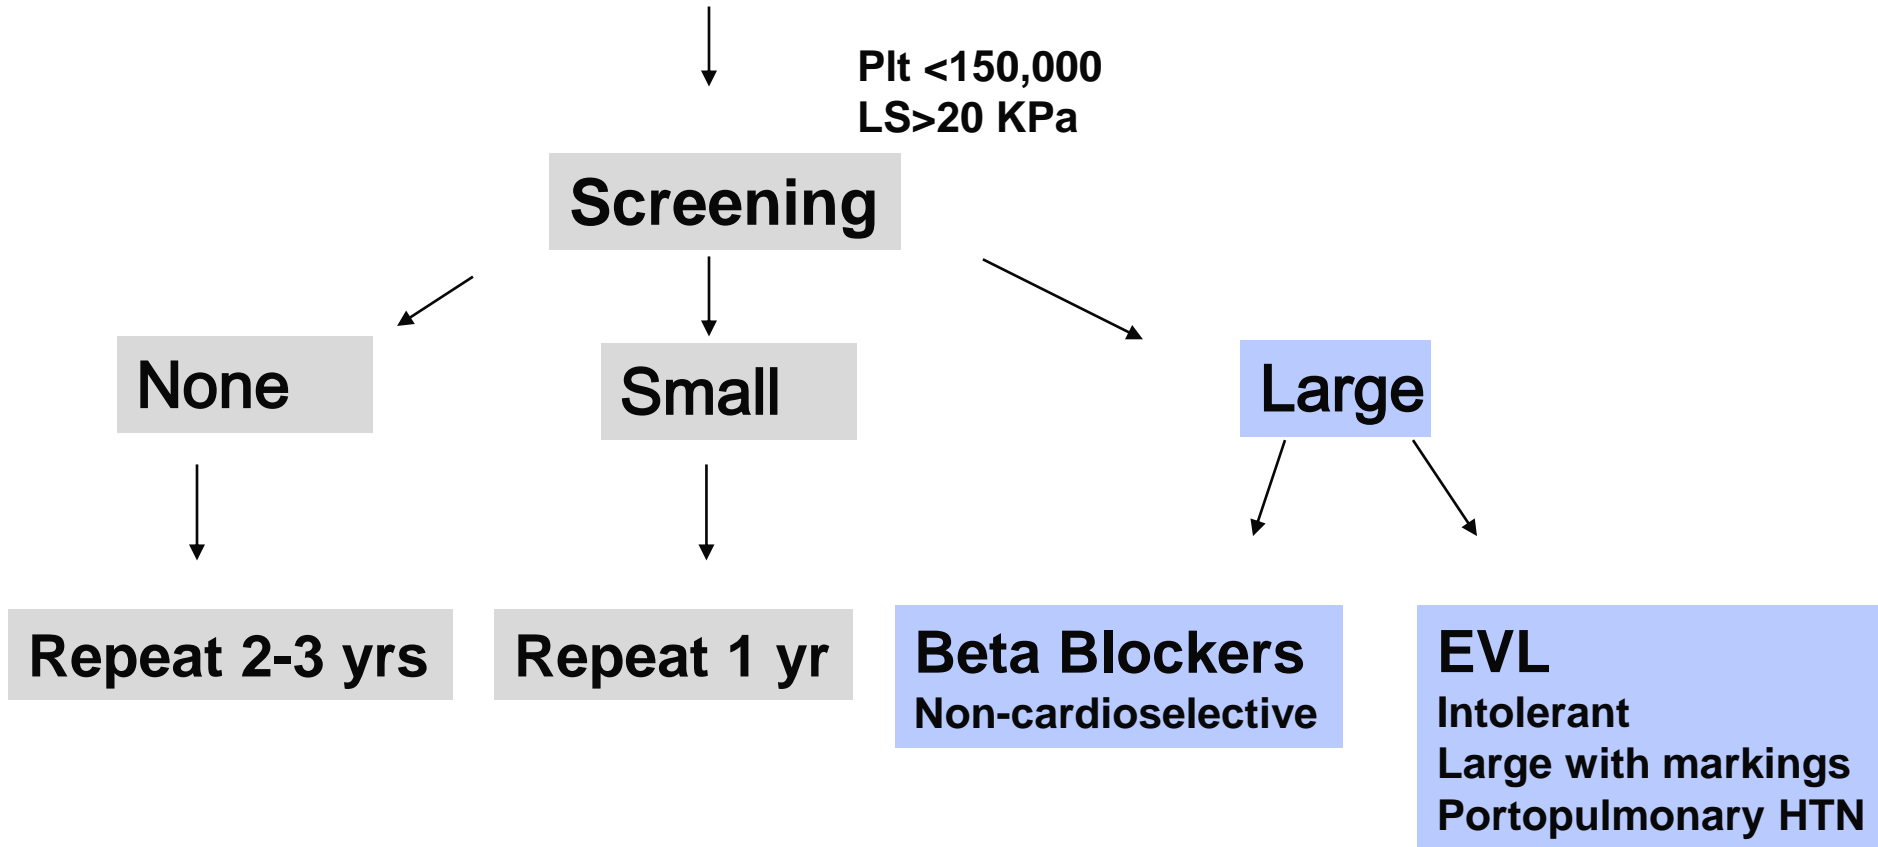 Plt <150,000
LS>20 KPa
Screening
None
Small
Large
Repeat 2-3 yrs
Repeat 1 yr
Beta Blockers
Non-cardioselective
EVL
Intolerant
Large with markings
Portopulmonary HTN